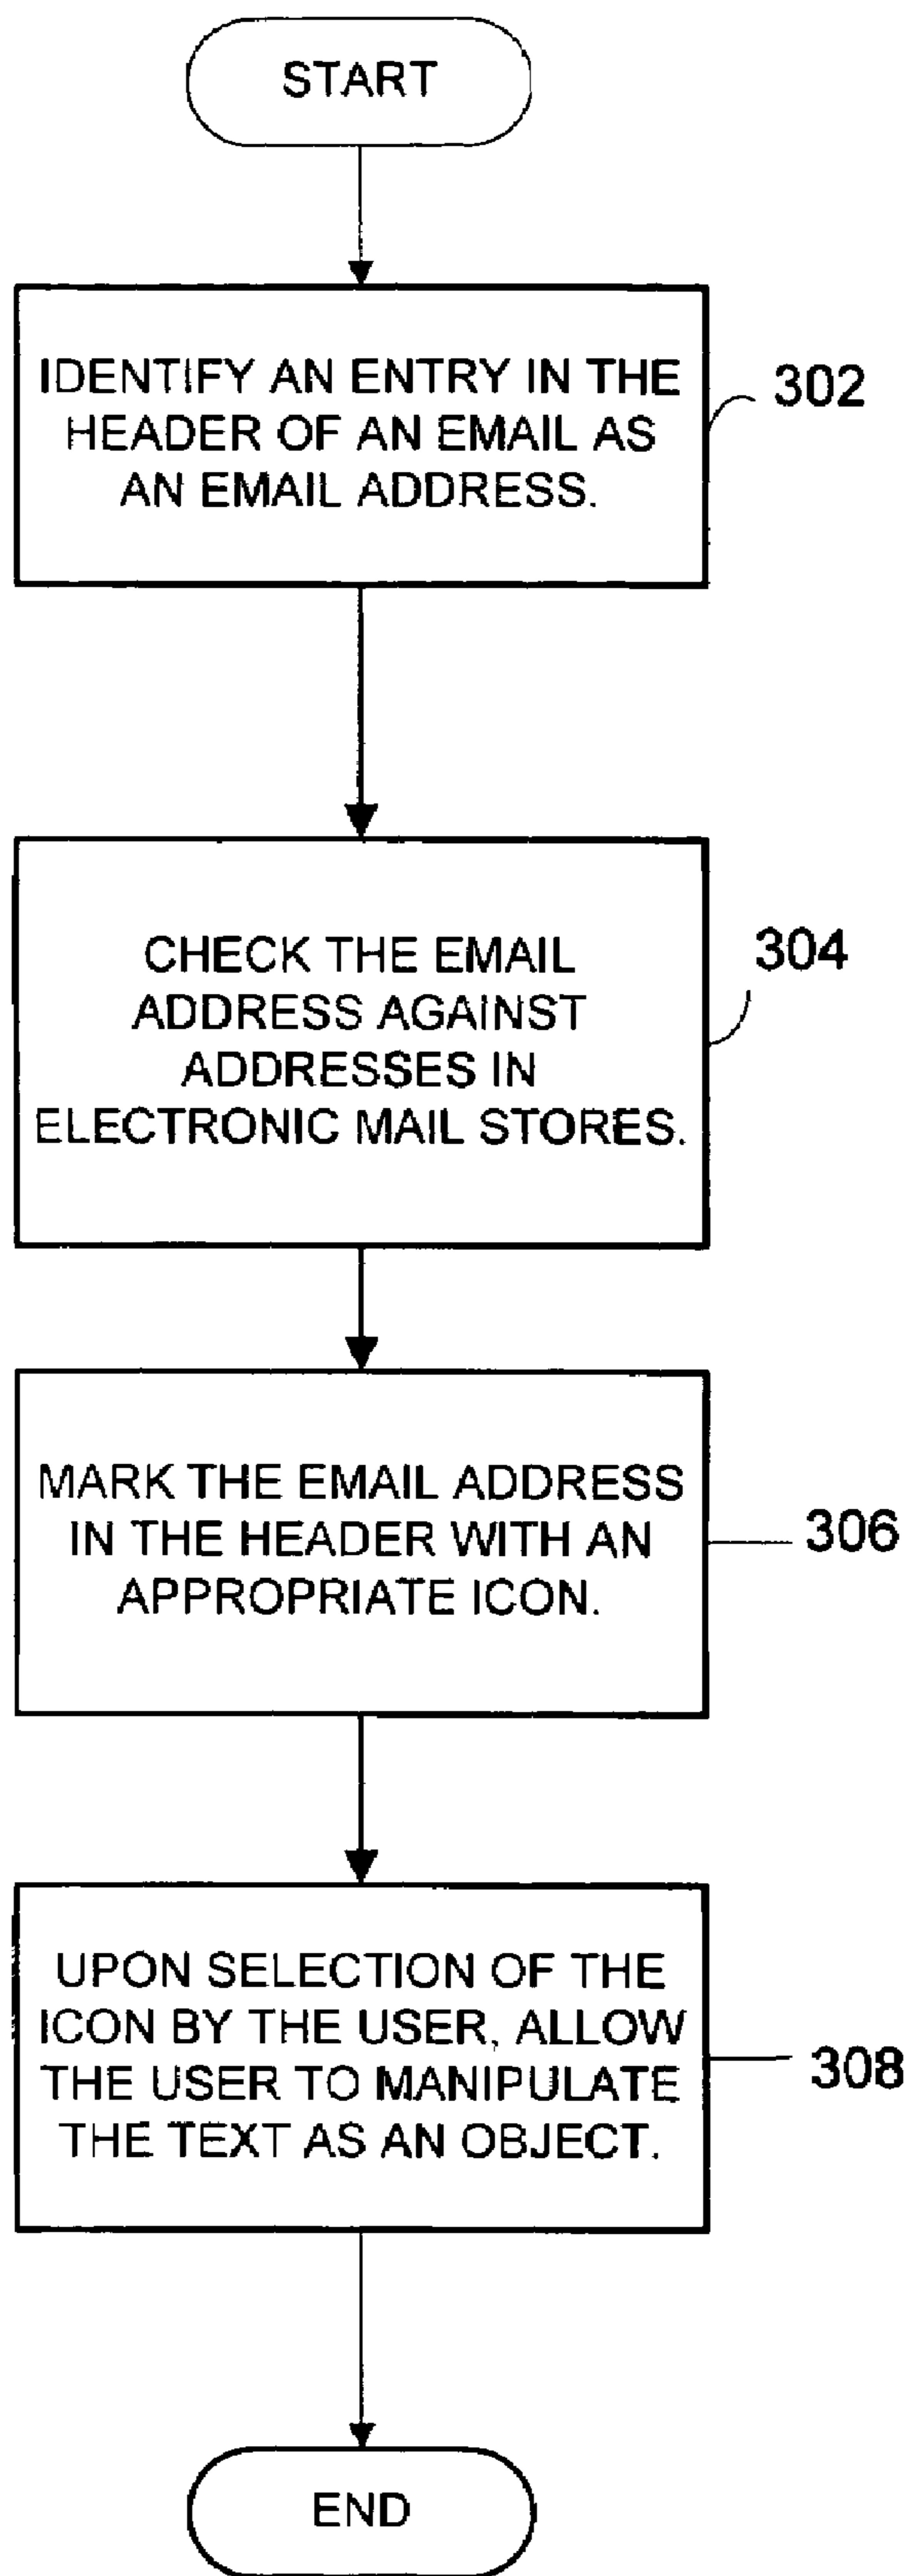 START
IDENTIFY AN ENTRY IN THE
HEADER OF AN EMAIL AS
AN EMAIL ADDRESS.
302
CHECK THE EMAIL
ADDRESS AGAINST
ADDRESSES IN
ELECTRONIC MAIL STORES.
304
MARK THE EMAIL ADDRESS
IN THE HEADER WITH AN
APPROPRIATE ICON.
306
UPON SELECTION OF THE
ICON BY THE USER, ALLOW
THE USER TO MANIPULATE
THE TEXT AS AN OBJECT.
308
END